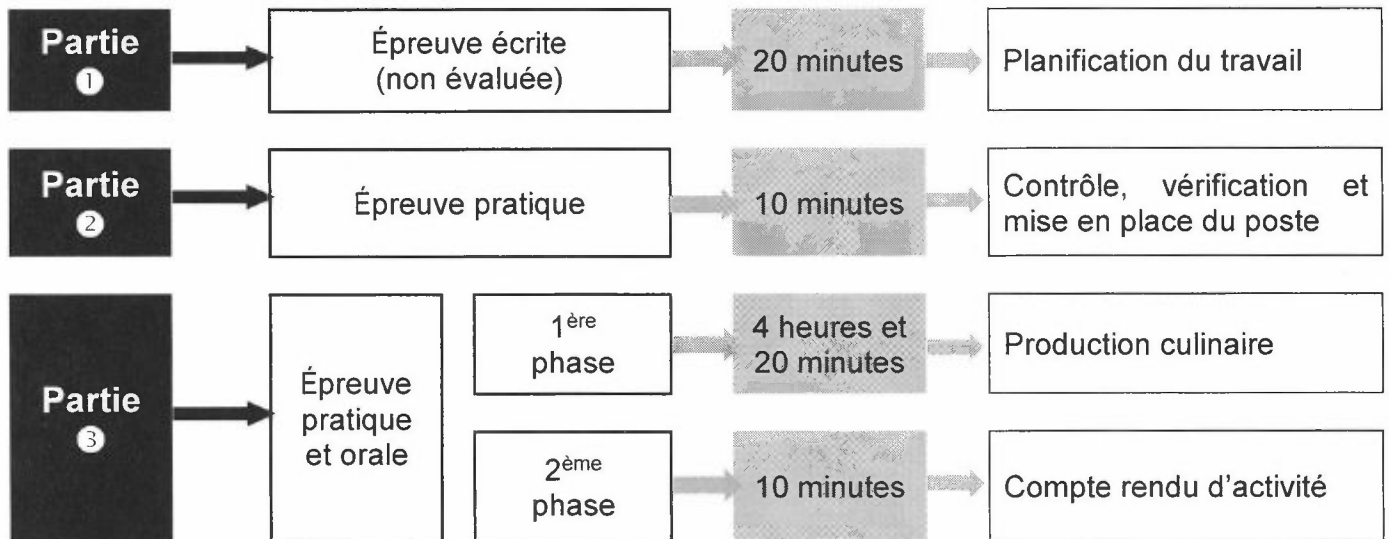 Partie
①
Épreuve écrite
(non évaluée)
20 minutes
Planification du travail
Partie
②
Épreuve pratique
10 minutes
Contrôle, vérification et
mise en place du poste
Partie
③
Épreuve
pratique
et orale
1ère
phase
4 heures et
20 minutes
Production culinaire
2ème
phase
10 minutes
Compte rendu d'activité